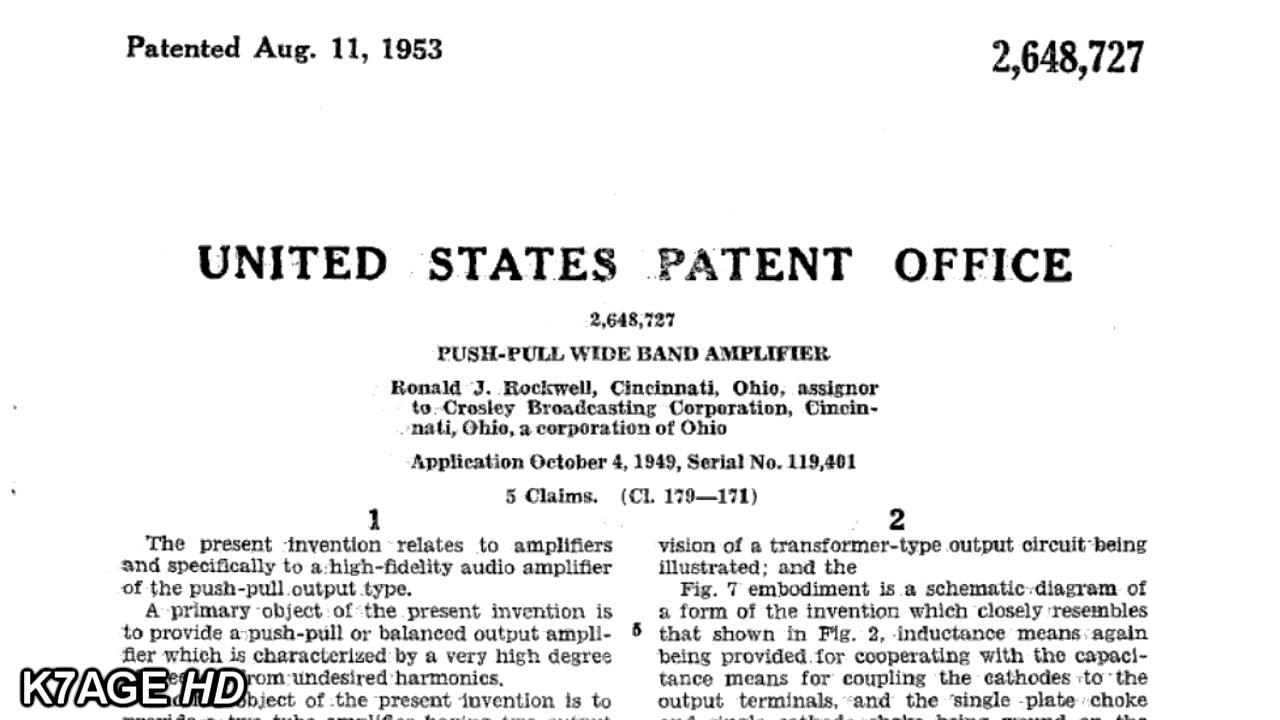 Patented Aug. 11, 1953
2,648,727
UNITED STATES PATENT OFFICE
2,648,727
PUSH-PULL WIDE BAND AMPLIFIER
Ronald J. Rockwell, Cincinnati, Ohio, assignor
to Crosley Broadcasting Corporation, Cincin-
nati, Ohio, a corporation of Ohio
Application October 4, 1949, Serial No. 119,401
5 Claims. (Cl. 179—171)
1
The present invention relates to amplifiers
and specifically to a high-fidelity audio amplifier
of the push-pull output type.
A primary object of the present invention is
to provide a push-pull or balanced output ampli-
fier which is characterized by a very high degree
undesired harmonics.
object of the present invention is to
2
vision of a transformer-type output circuit being
illustrated; and the
Fig. 7 embodiment is a schematic diagram of
a form of the invention which closely resembles
5
that shown in Fig. 2, inductance means again
being provided for cooperating with the capaci-
tance means for coupling the cathodes to the
output terminals, and the single plate choke
K7AGE HD